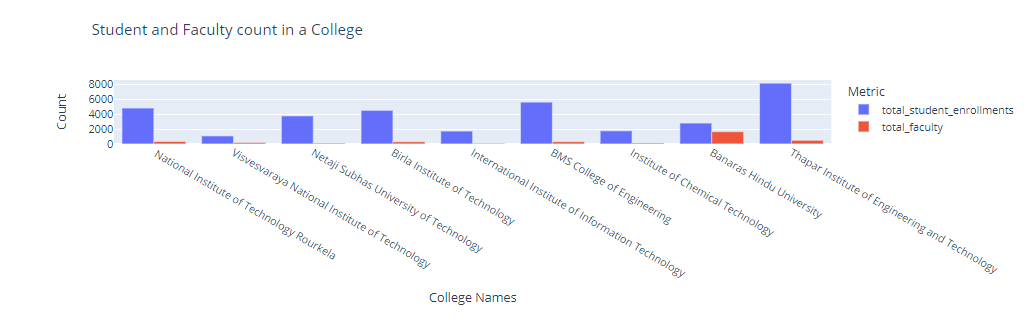 Student and Faculty count in a College
Count
8000
6000
4000
2000
0
Metric
total_student_enrollments
total_faculty
National Institute of Technology Rourkela
Visvesvaraya National Institute of Technology
Netaji Subhas University of Technology
Birla Institute of Technology
International Institute of Information Technology
BMS College of Engineering
Institute of Chemical Technology
Banaras Hindu University
Thapar Institute of Engineering and Technology
College Names